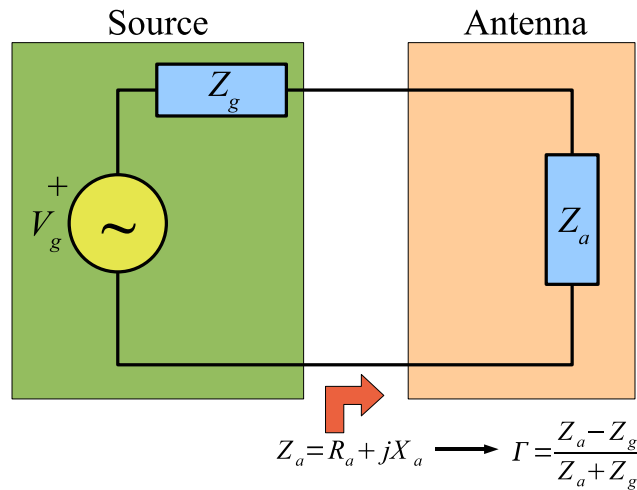 Source
Antenna
Z_g
+
V_g
~
Z_a
Z_a = R_a + jX_a ⟶ Γ = (Z_a − Z_g)/(Z_a + Z_g)